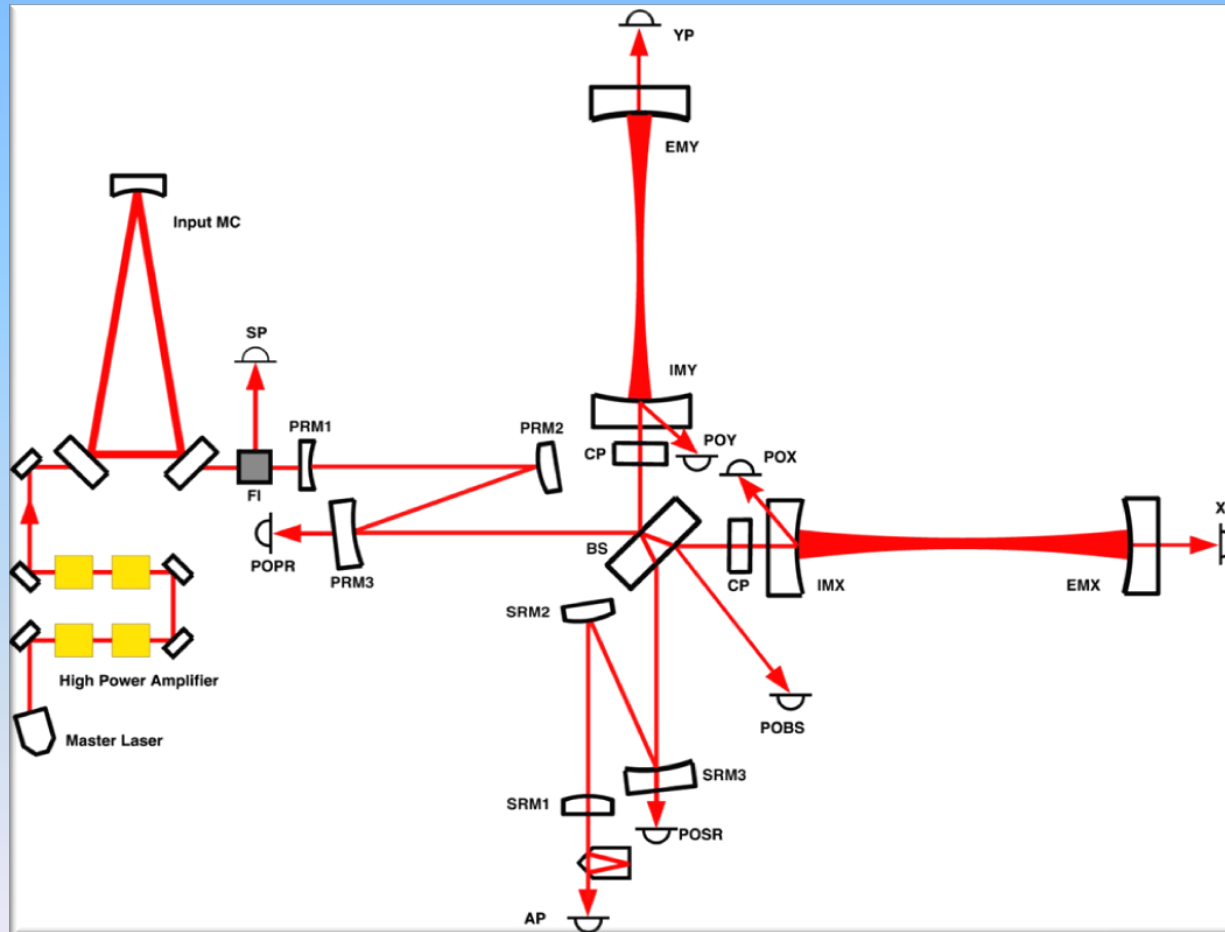 YP
EMY
Input MC
SP
IMY
PRM1
PRM2
POY
CP
POX
FI
BS
POPR
PRM3
CP
IMX
EMX
X
SRM2
High Power Amplifier
POBS
Master Laser
SRM3
SRM1
POSR
AP